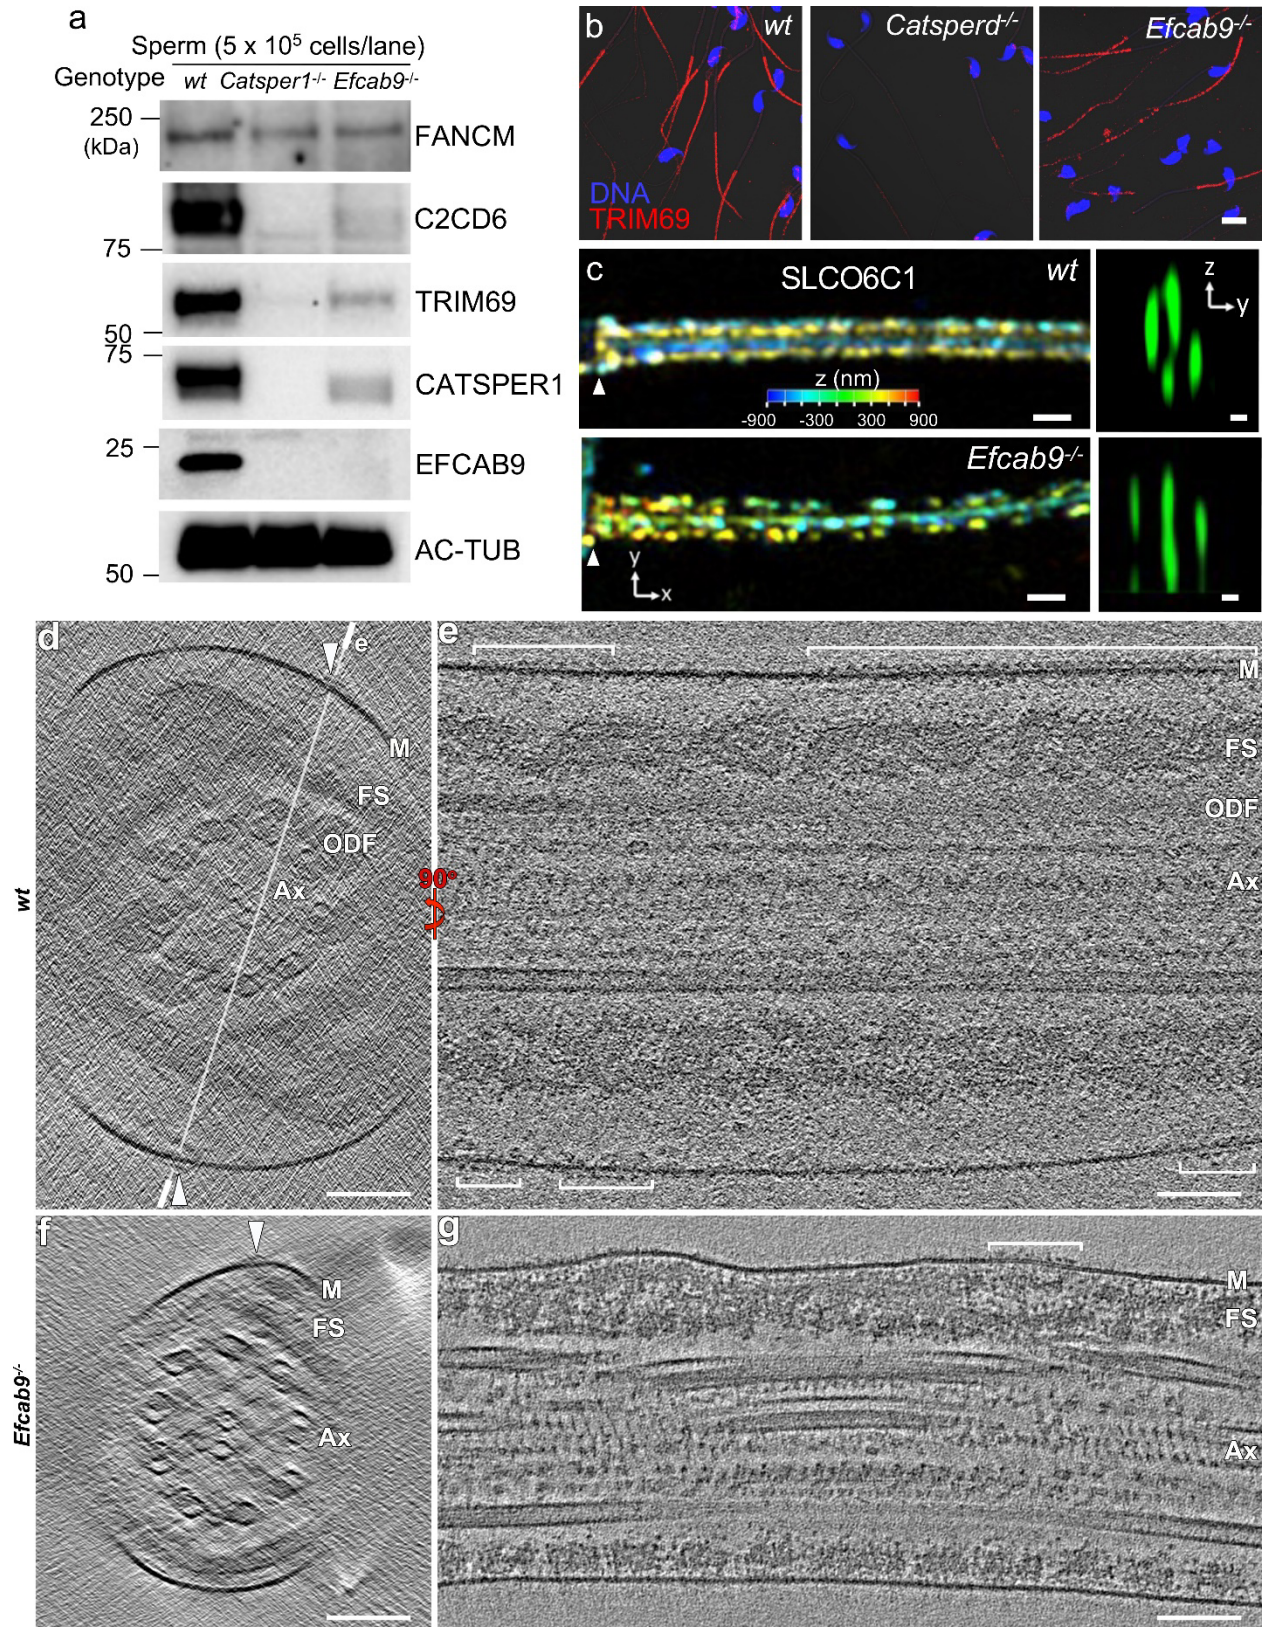 a
Sperm (5 x 10⁵ cells/lane)
Genotype wt Catsper1-/- Efcab9-/-
250
(kDa)
FANCM
C2CD6
75
TRIM69
50
75
CATSPER1
25
EFCAB9
AC-TUB
50
b
wt
Catsperd-/-
Efcab9-/-
DNA
TRIM69
c
SLCO6C1
wt
z (nm)
-900 -300 300 900
z
y
Efcab9-/-
y
x
wt
d
e
M
FS
ODF
Ax
90°
e
M
FS
ODF
Ax
Efcab9-/-
f
M
FS
Ax
g
M
FS
Ax